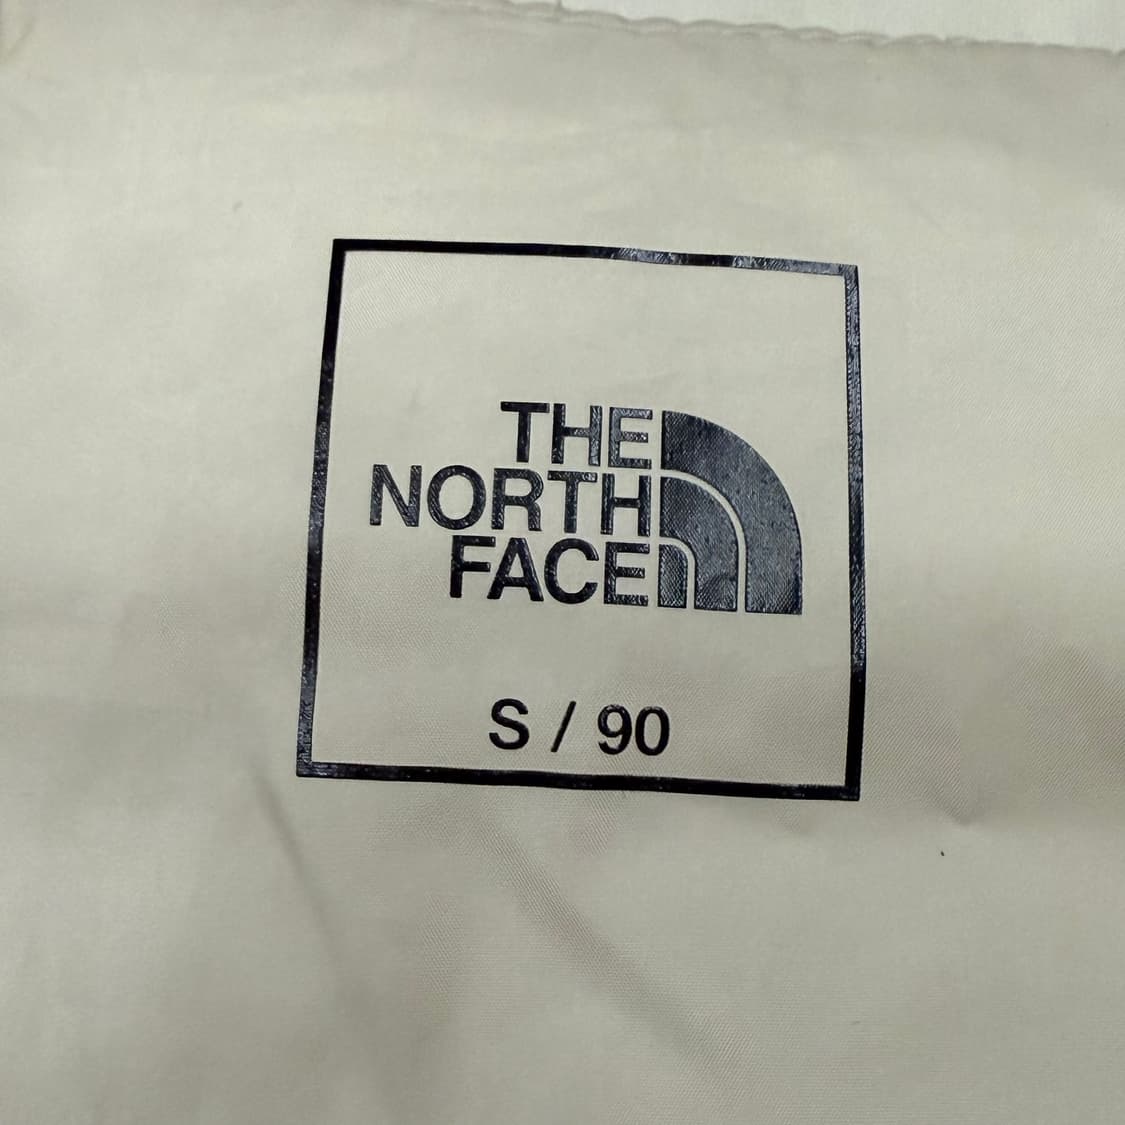 THE
NORTH
FACE
S / 90